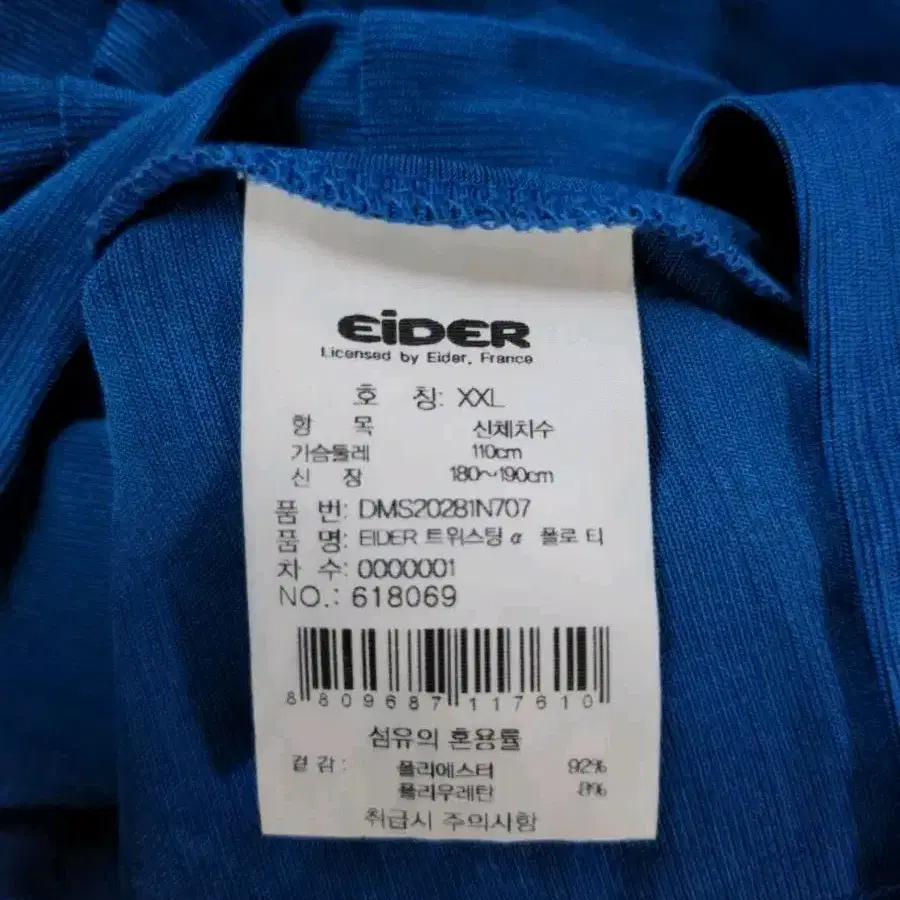 EiDER
Licensed by Eider, France
호 칭: XXL
항 목 신체치수
가슴둘레 110cm
신 장 180~190cm
품 번: DMS20281N707
품 명: EIDER 트위스팅 α 폴로 티
차 수: 0000001
NO.: 618069
8 809687 117610
섬유의 혼용률
겉감: 폴리에스터 92%
폴리우레탄 8%
취급시 주의사항